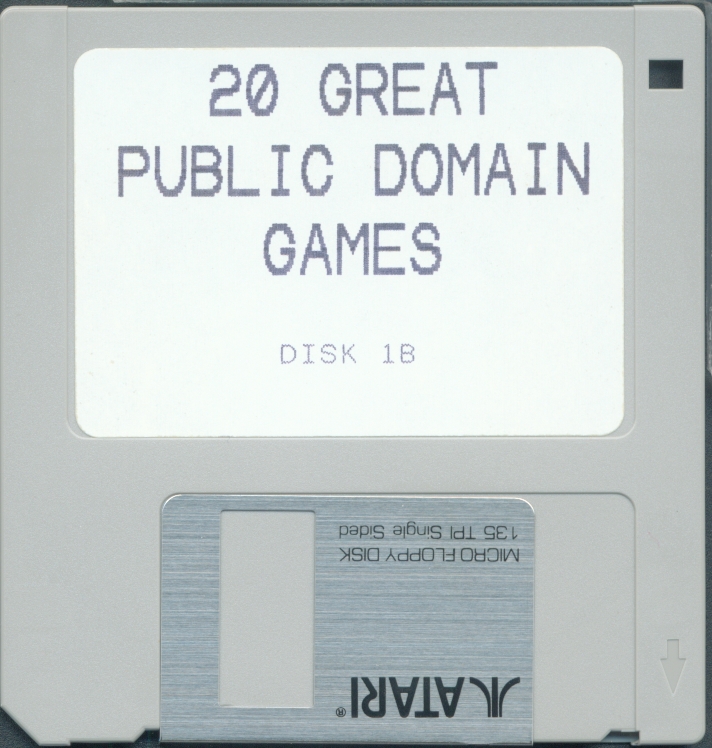 20 GREAT
PUBLIC DOMAIN
GAMES
DISK 1B
ATARI®
MICRO FLOPPY DISK
135 TPI Single Sided